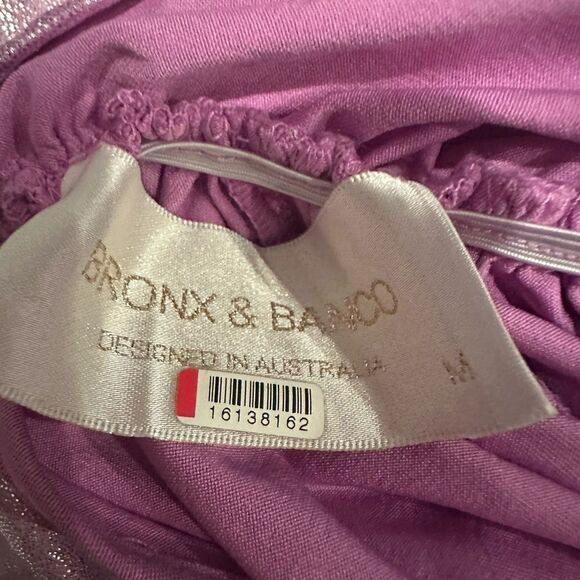 BRONX & BANCO
DESIGNED IN AUSTRALIA
M
16138162